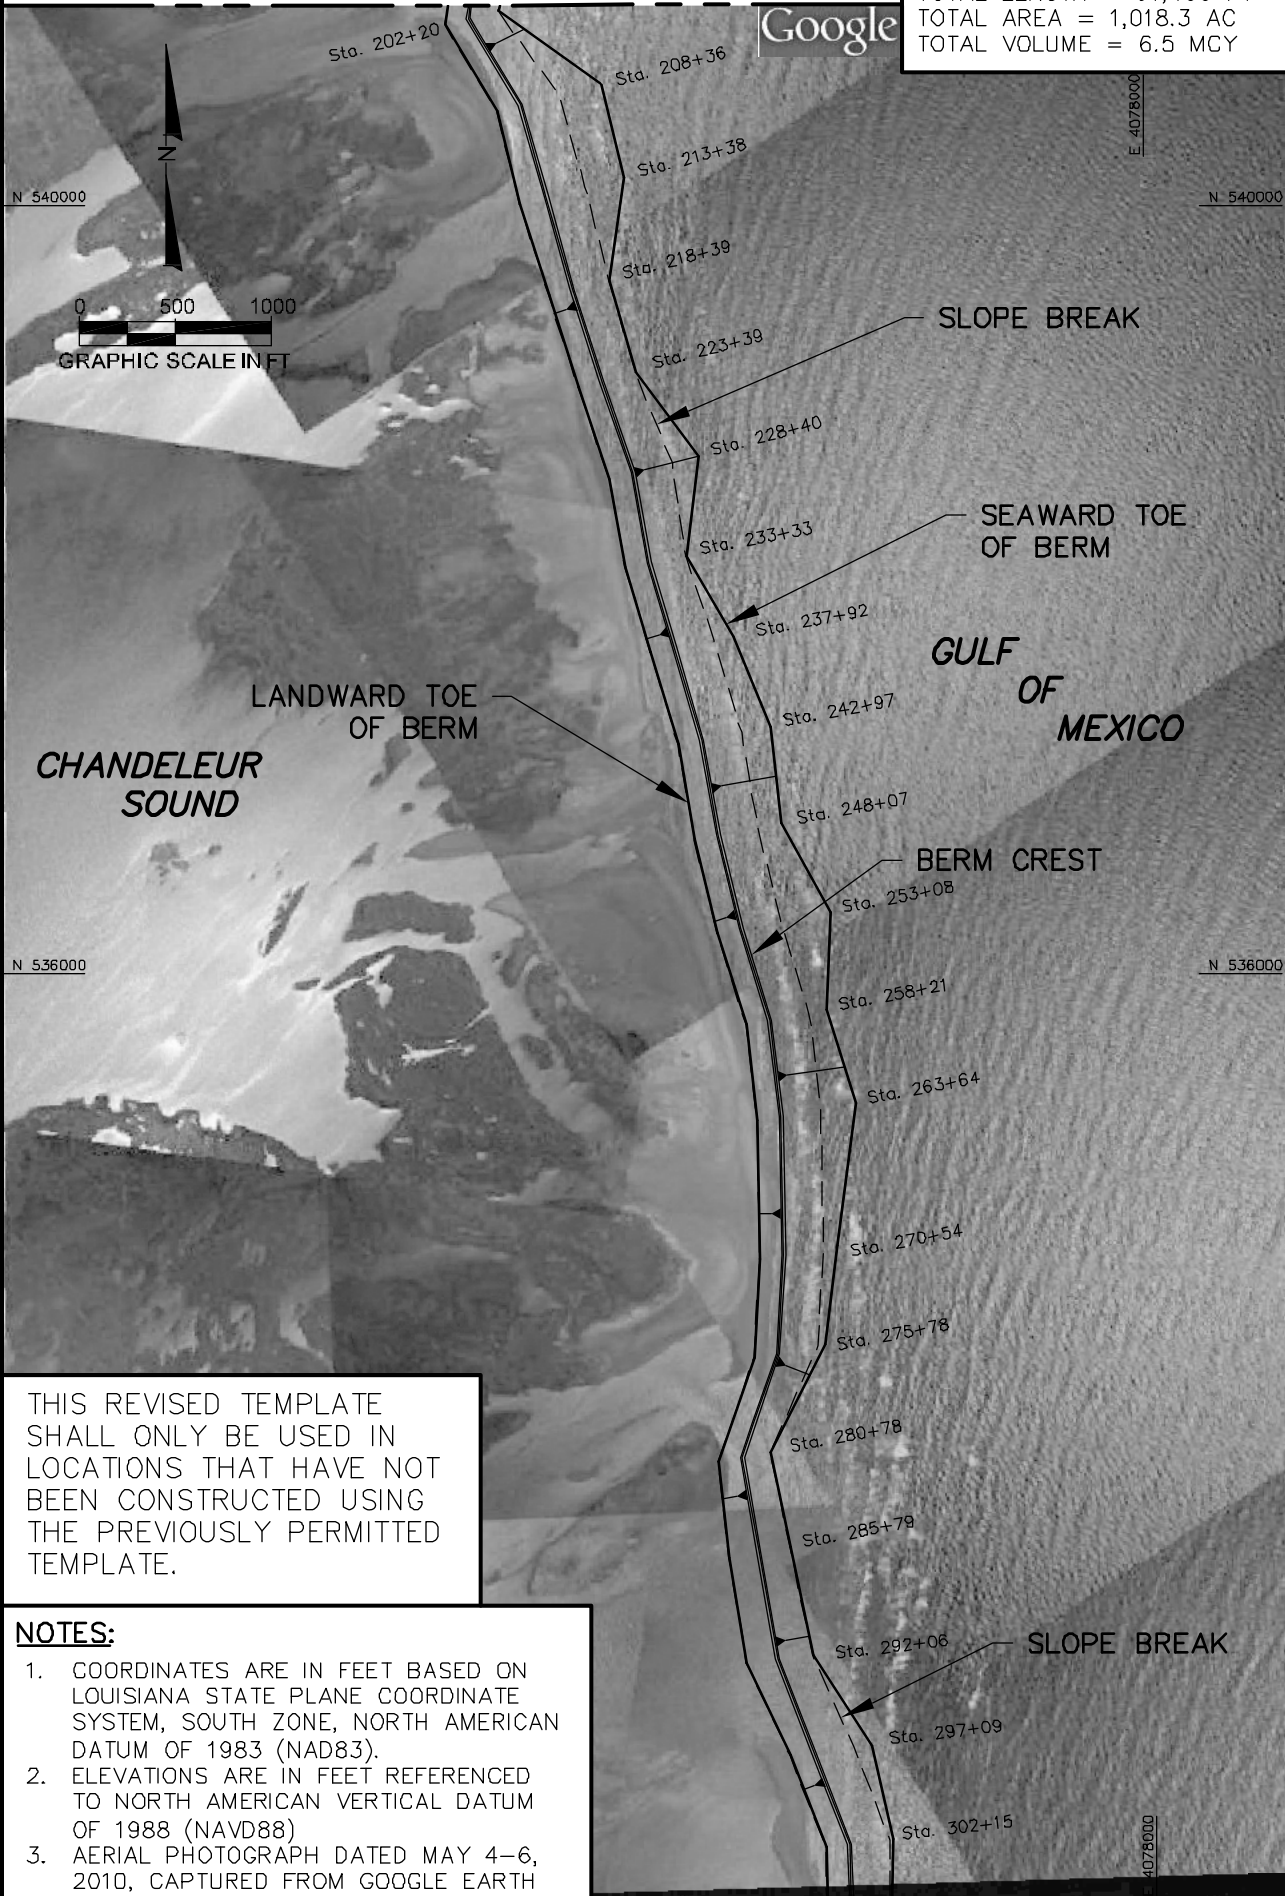 TOTAL AREA = 1,018.3 AC
TOTAL VOLUME = 6.5 MCY
Google
Sta. 202+20
Sta. 208+36
E 4078000
Sta. 213+38
N
N 540000
N 540000
Sta. 218+39
0 500 1000
GRAPHIC SCALE IN FT
SLOPE BREAK
Sta. 223+39
Sta. 228+40
SEAWARD TOE
OF BERM
Sta. 233+33
Sta. 237+92
GULF
OF
MEXICO
LANDWARD TOE
OF BERM
Sta. 242+97
CHANDELEUR
SOUND
Sta. 248+07
BERM CREST
Sta. 253+08
N 536000
N 536000
Sta. 258+21
Sta. 263+64
Sta. 270+54
Sta. 275+78
THIS REVISED TEMPLATE
SHALL ONLY BE USED IN
LOCATIONS THAT HAVE NOT
BEEN CONSTRUCTED USING
THE PREVIOUSLY PERMITTED
TEMPLATE.
Sta. 280+78
Sta. 285+79
Sta. 292+06
SLOPE BREAK
Sta. 297+09
Sta. 302+15
4078000
NOTES:
1. COORDINATES ARE IN FEET BASED ON
LOUISIANA STATE PLANE COORDINATE
SYSTEM, SOUTH ZONE, NORTH AMERICAN
DATUM OF 1983 (NAD83).
2. ELEVATIONS ARE IN FEET REFERENCED
TO NORTH AMERICAN VERTICAL DATUM
OF 1988 (NAVD88)
3. AERIAL PHOTOGRAPH DATED MAY 4-6,
2010, CAPTURED FROM GOOGLE EARTH